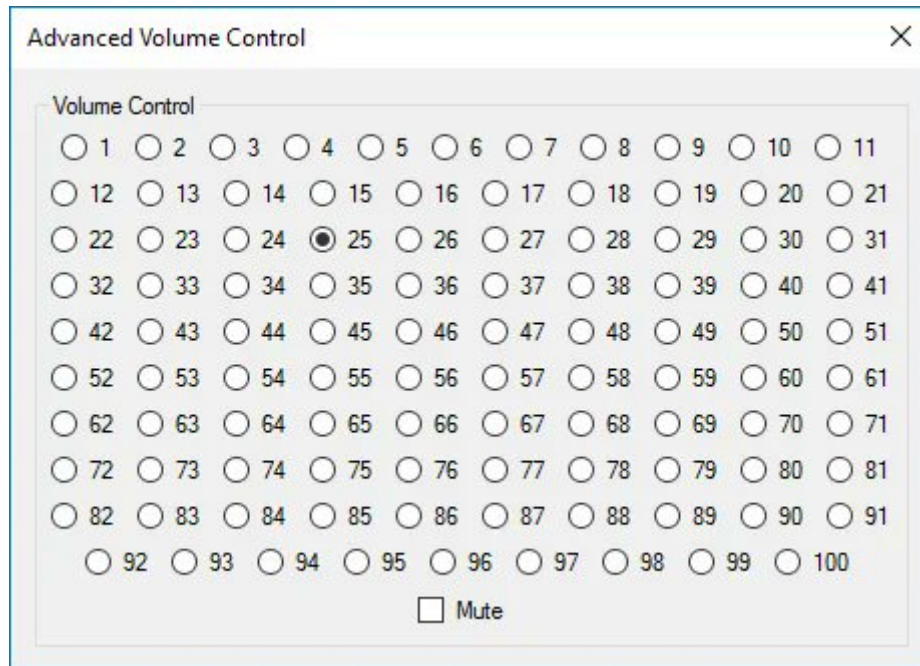 Advanced Volume Control
Volume Control
1 2 3 4 5 6 7 8 9 10 11
12 13 14 15 16 17 18 19 20 21
22 23 24 25 26 27 28 29 30 31
32 33 34 35 36 37 38 39 40 41
42 43 44 45 46 47 48 49 50 51
52 53 54 55 56 57 58 59 60 61
62 63 64 65 66 67 68 69 70 71
72 73 74 75 76 77 78 79 80 81
82 83 84 85 86 87 88 89 90 91
92 93 94 95 96 97 98 99 100
Mute